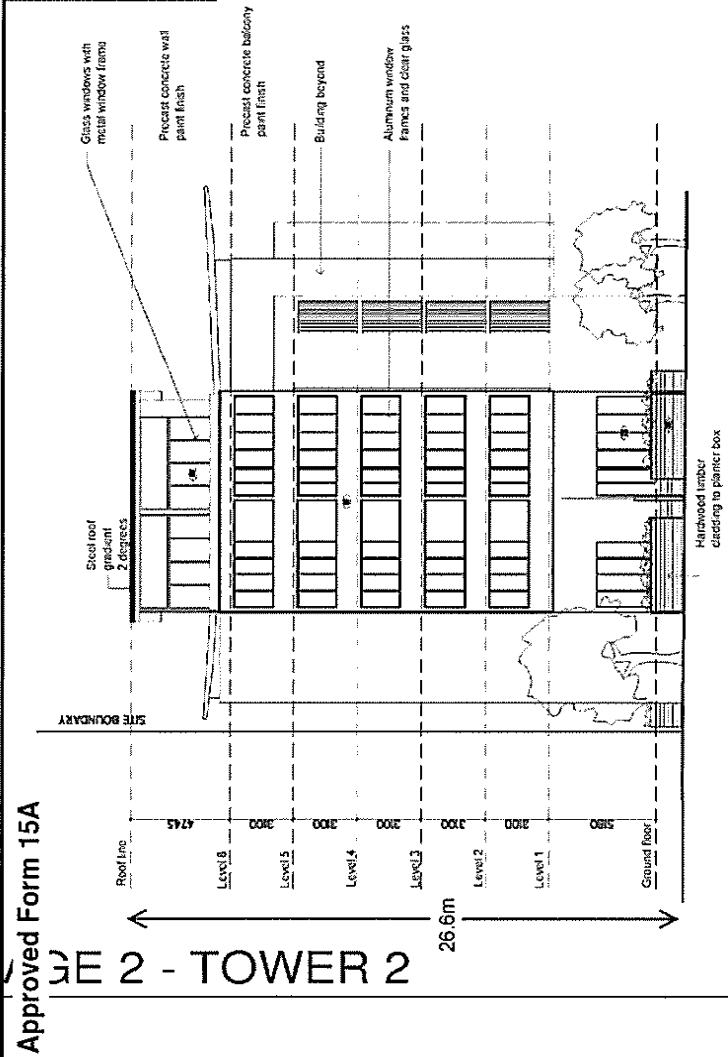 Approved Form 15A
GE 2 - TOWER 2
26.6m
Roof line
Level 6
Level 5
Level 4
Level 3
Level 2
Level 1
Ground floor
4745
3100
3100
3100
3100
3100
5180
SITE BOUNDARY
Steel roof
gradient
2 degrees
Glass windows with
metal window frame
Precast concrete wall
paint finish
Precast concrete balcony
paint finish
Building beyond
Aluminum window
frames and clear glass
Hardwood timber
cladding to planter box